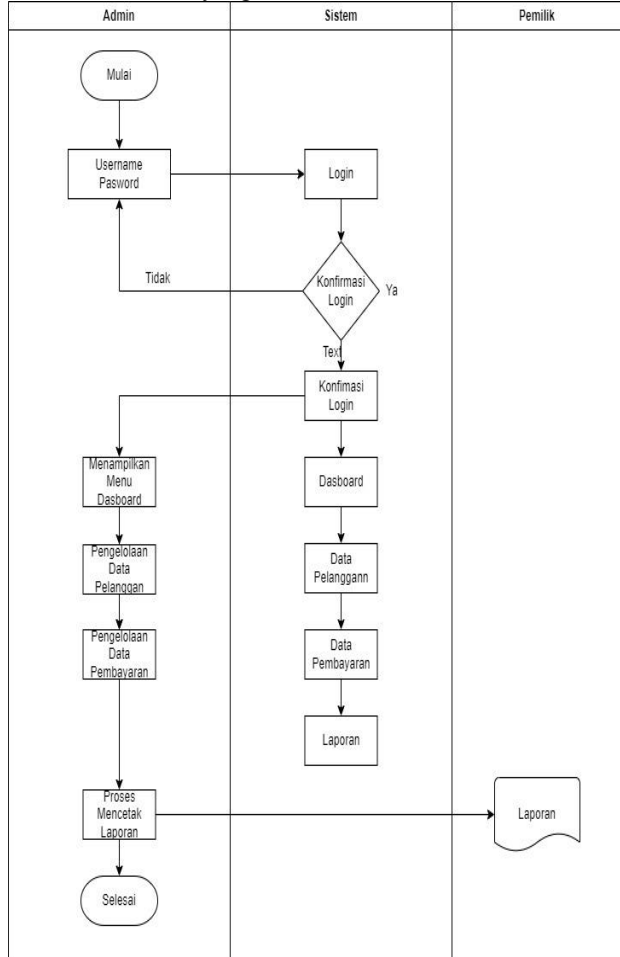 Admin
Sistem
Pemilik
Mulai
Username
Pasword
Login
Tidak
Konfirmasi
Login
Ya
Text
Konfimasi
Login
Menampilkan
Menu
Dasboard
Dasboard
Pengelolaan
Data
Pelanggan
Data
Pelanggann
Pengelolaan
Data
Pembayaran
Data
Pembayaran
Laporan
Proses
Mencetak
Laporan
Laporan
Selesai